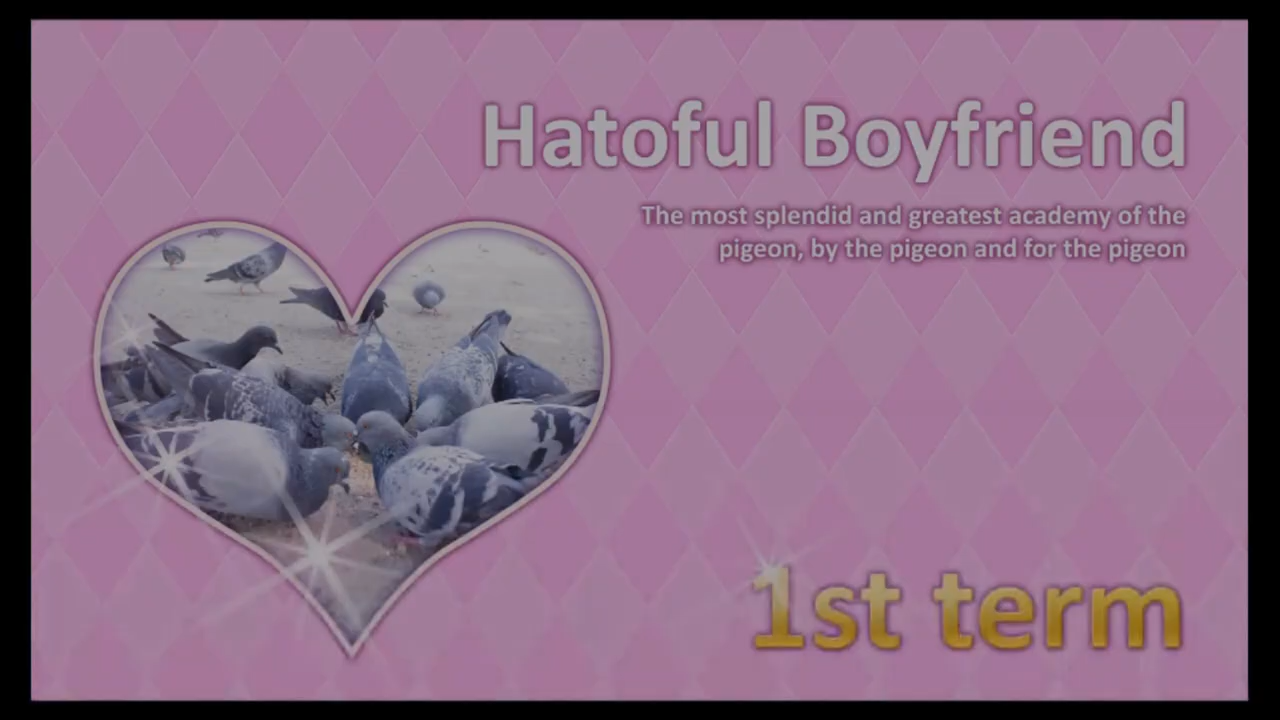 Hatoful Boyfriend
The most splendid and greatest academy of the
pigeon, by the pigeon and for the pigeon
1st term